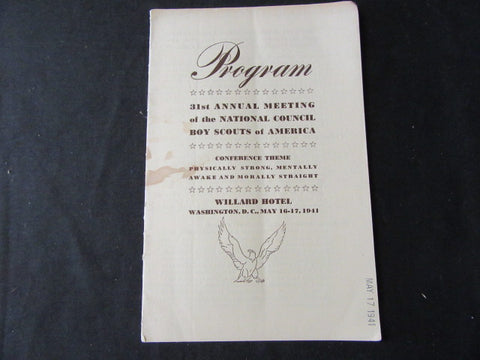 Program
31st ANNUAL MEETING
of the NATIONAL COUNCIL
BOY SCOUTS of AMERICA
CONFERENCE THEME
PHYSICALLY STRONG, MENTALLY
AWAKE AND MORALLY STRAIGHT
WILLARD HOTEL
WASHINGTON, D. C., MAY 16-17, 1941
MAY 17 1941